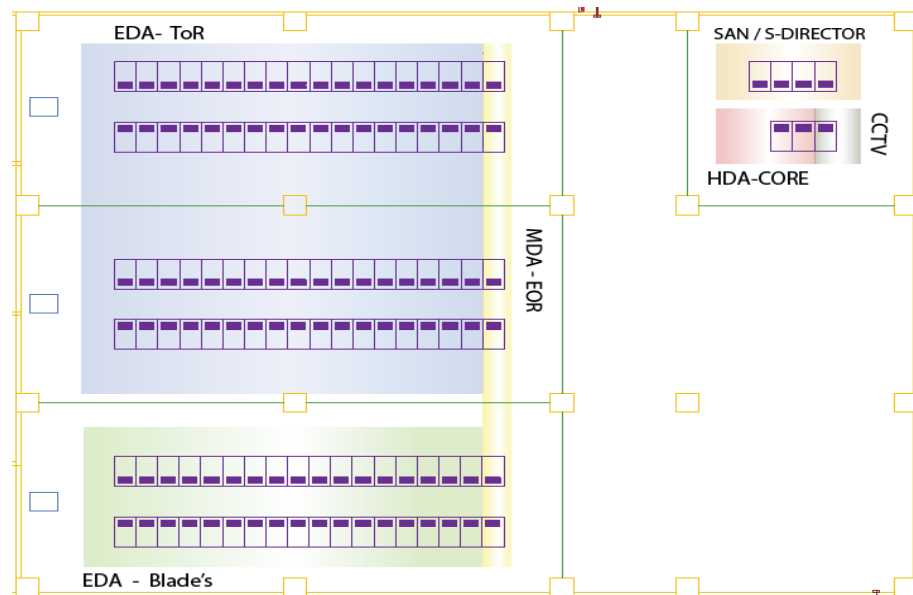 EDA- ToR
SAN / S-DIRECTOR
CCTV
HDA-CORE
MDA - EOR
EDA - Blade's